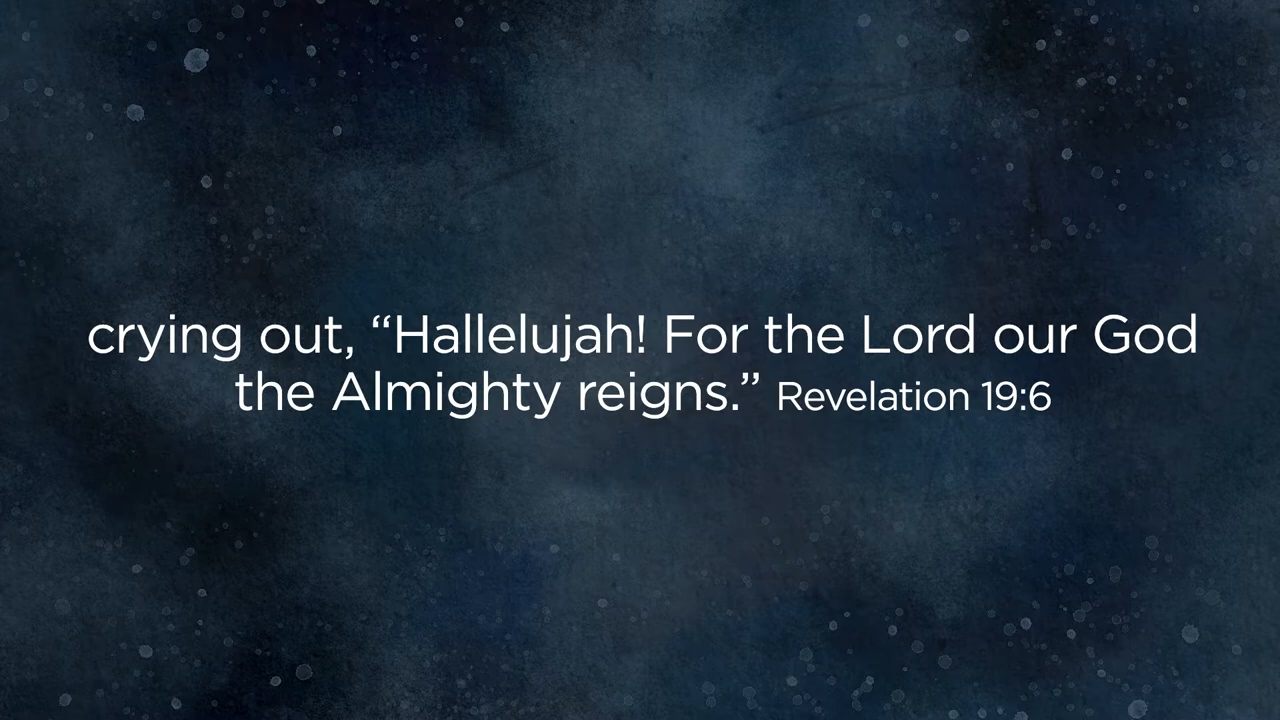 crying out, “Hallelujah! For the Lord our God
the Almighty reigns.” Revelation 19:6